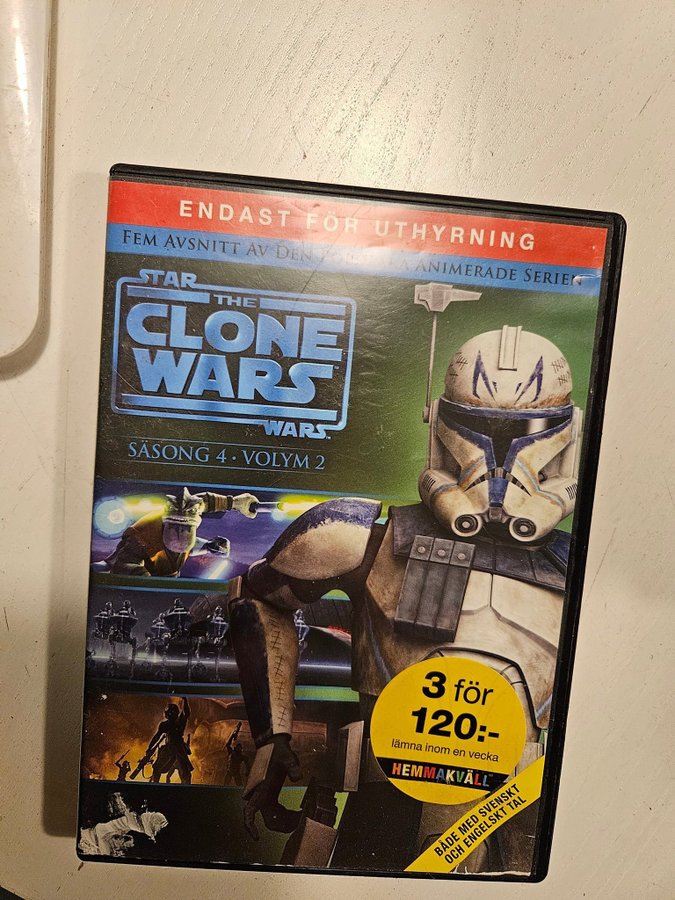 ENDAST FÖR UTHYRNING
FEM AVSNITT AV DEN ANIMERADE SERIEN
STAR
THE
CLONE
WARS
WARS
SÄSONG 4 · VOLYM 2
3 för
120:-
lämna inom en vecka
HEMMAKVÄLL
BÅDE MED SVENSKT
OCH ENGELSKT TAL